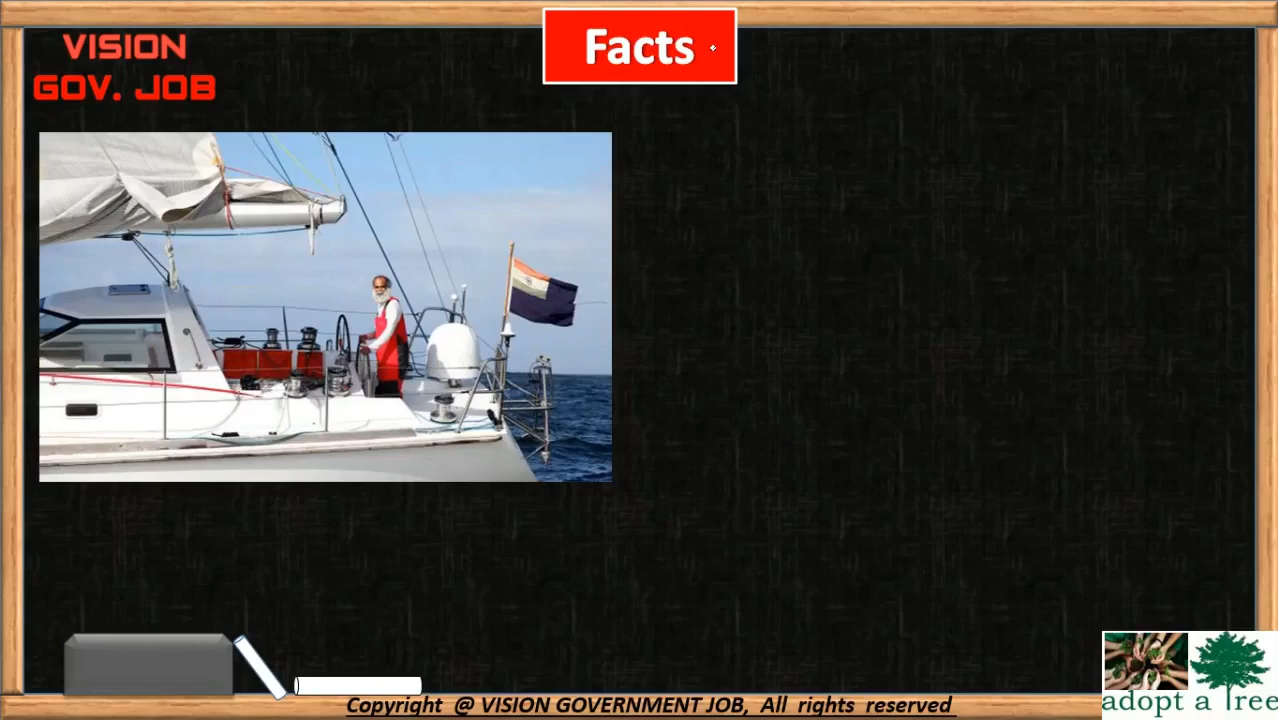 Facts
VISION
GOV. JOB
Copyright @ VISION GOVERNMENT JOB, All rights reserved
adopt a Tree